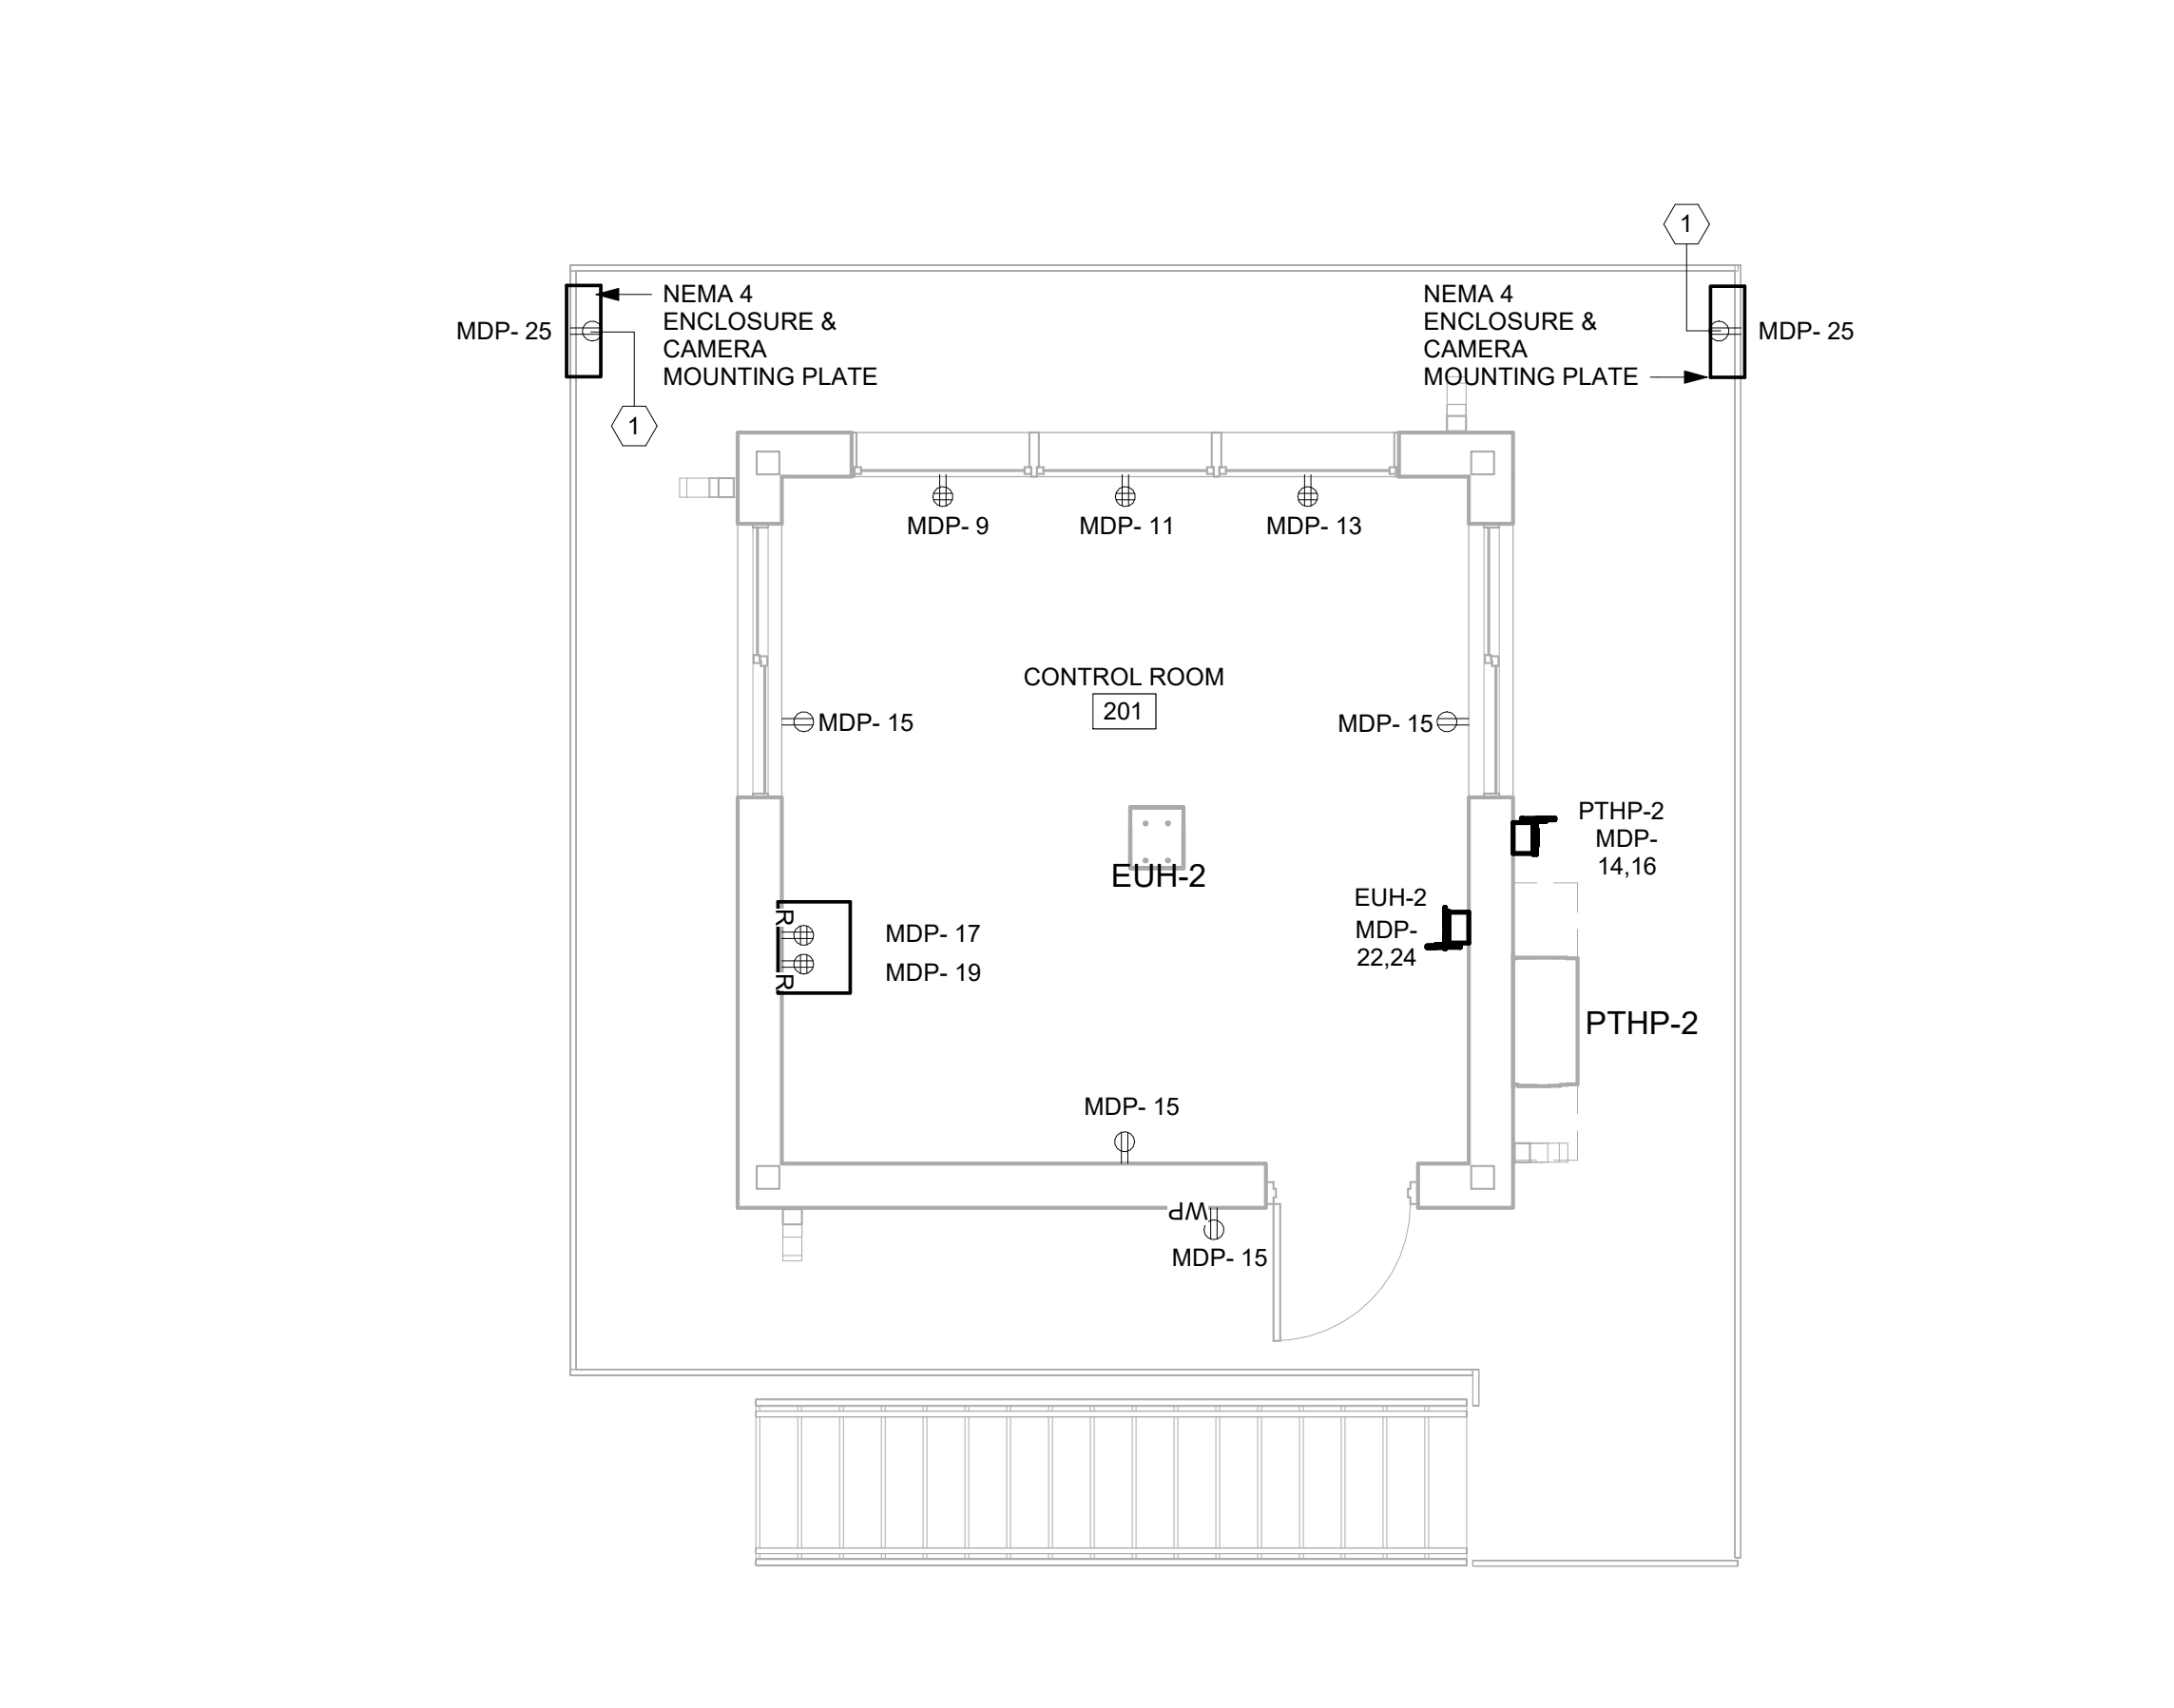 1
NEMA 4
ENCLOSURE &
CAMERA
MOUNTING PLATE
NEMA 4
ENCLOSURE &
CAMERA
MOUNTING PLATE
MDP- 25
MDP- 25
1
MDP- 9
MDP- 11
MDP- 13
CONTROL ROOM
201
MDP- 15
MDP- 15
PTHP-2
MDP-
14,16
EUH-2
EUH-2
MDP-
22,24
R
MDP- 17
MDP- 19
R
PTHP-2
MDP- 15
WP
MDP- 15